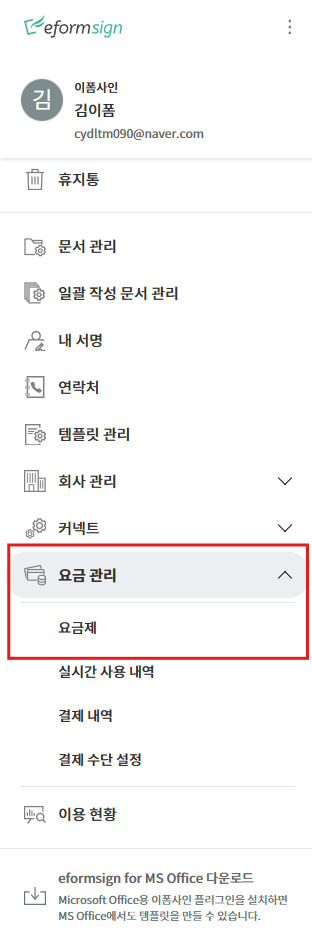 eformsign
김
이폼사인
김이폼
cydltm090@naver.com
휴지통
문서 관리
일괄 작성 문서 관리
내 서명
연락처
템플릿 관리
회사 관리
커넥트
요금 관리
요금제
실시간 사용 내역
결제 내역
결제 수단 설정
이용 현황
eformsign for MS Office 다운로드
Microsoft Office용 이폼사인 플러그인을 설치하면
MS Office에서도 템플릿을 만들 수 있습니다.